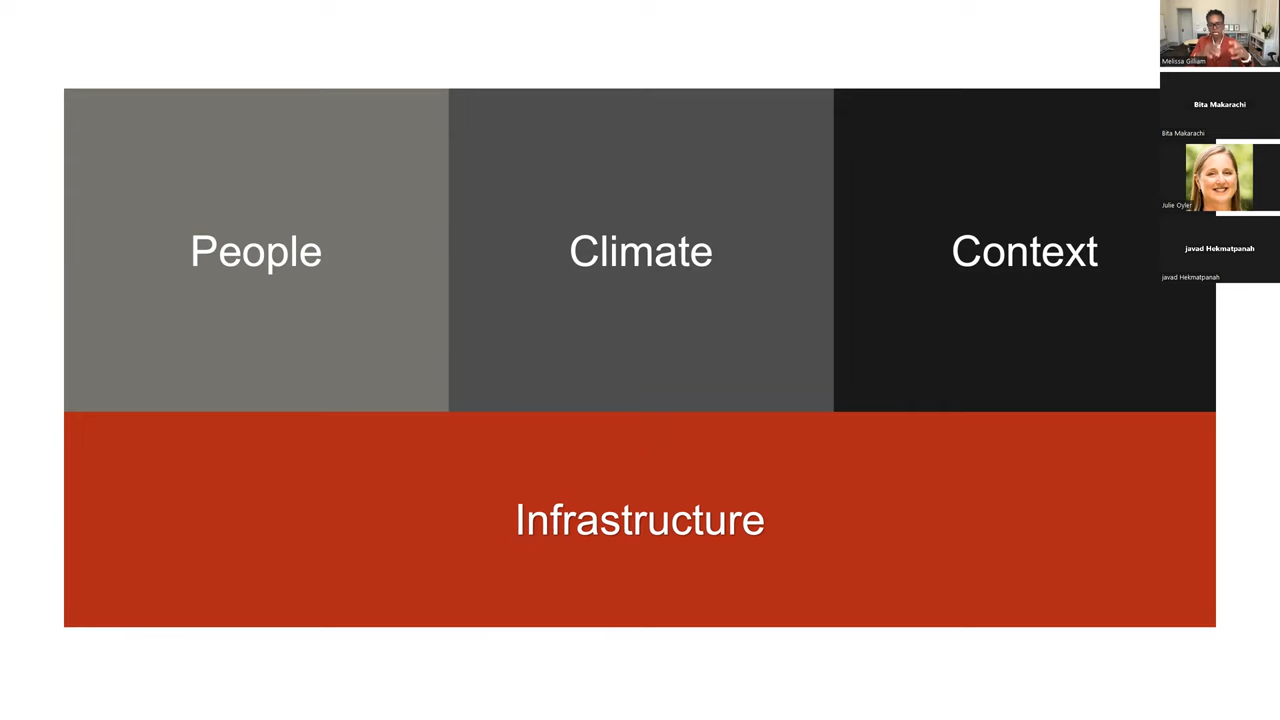 People
Climate
Context
Infrastructure
Melissa Gilliam
Bita Makarachi
Bita Makarachi
Julie Oyler
javad Hekmatpanah
javad Hekmatpanah